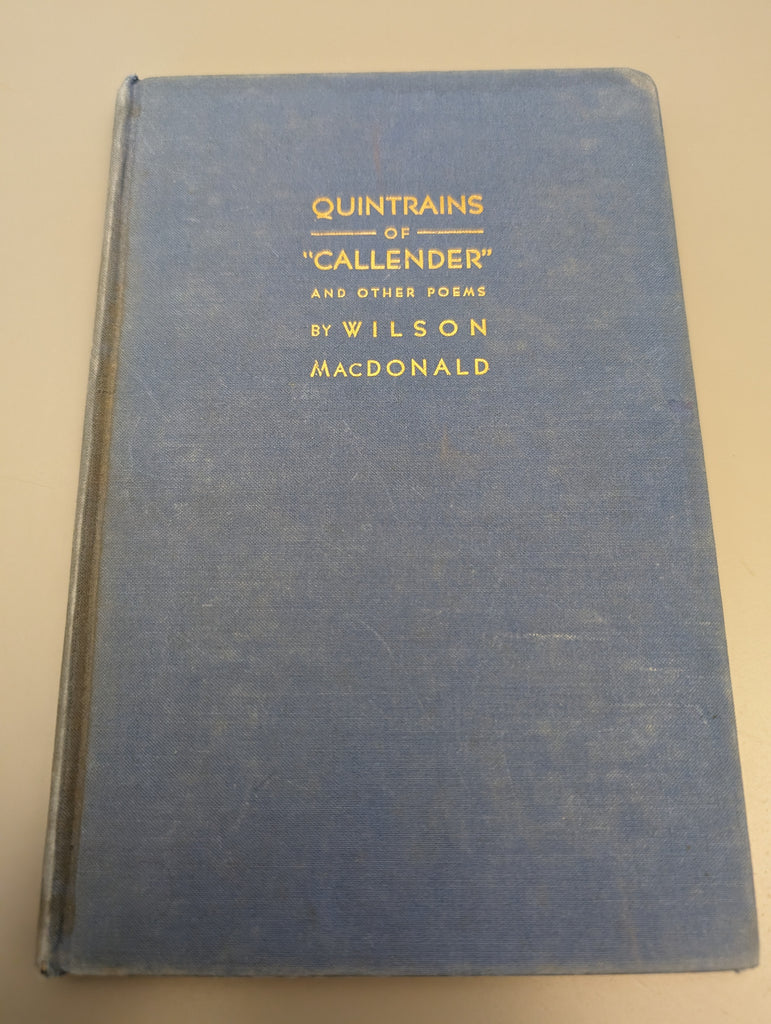 QUINTRAINS
OF
"CALLENDER"
AND OTHER POEMS
BY WILSON
MACDONALD